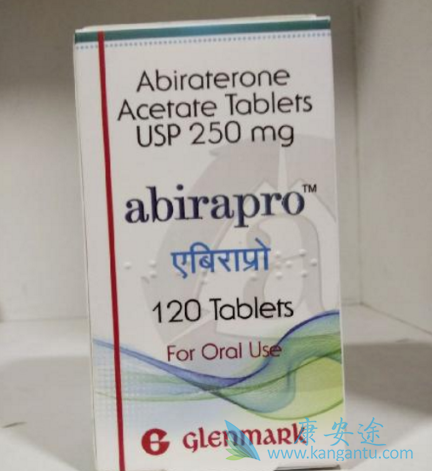 Abiraterone
Acetate Tablets
USP 250 mg
abirapro™
एबिराप्रो
120 Tablets
For Oral Use
G glenmark
康安途
www.kangantu.com